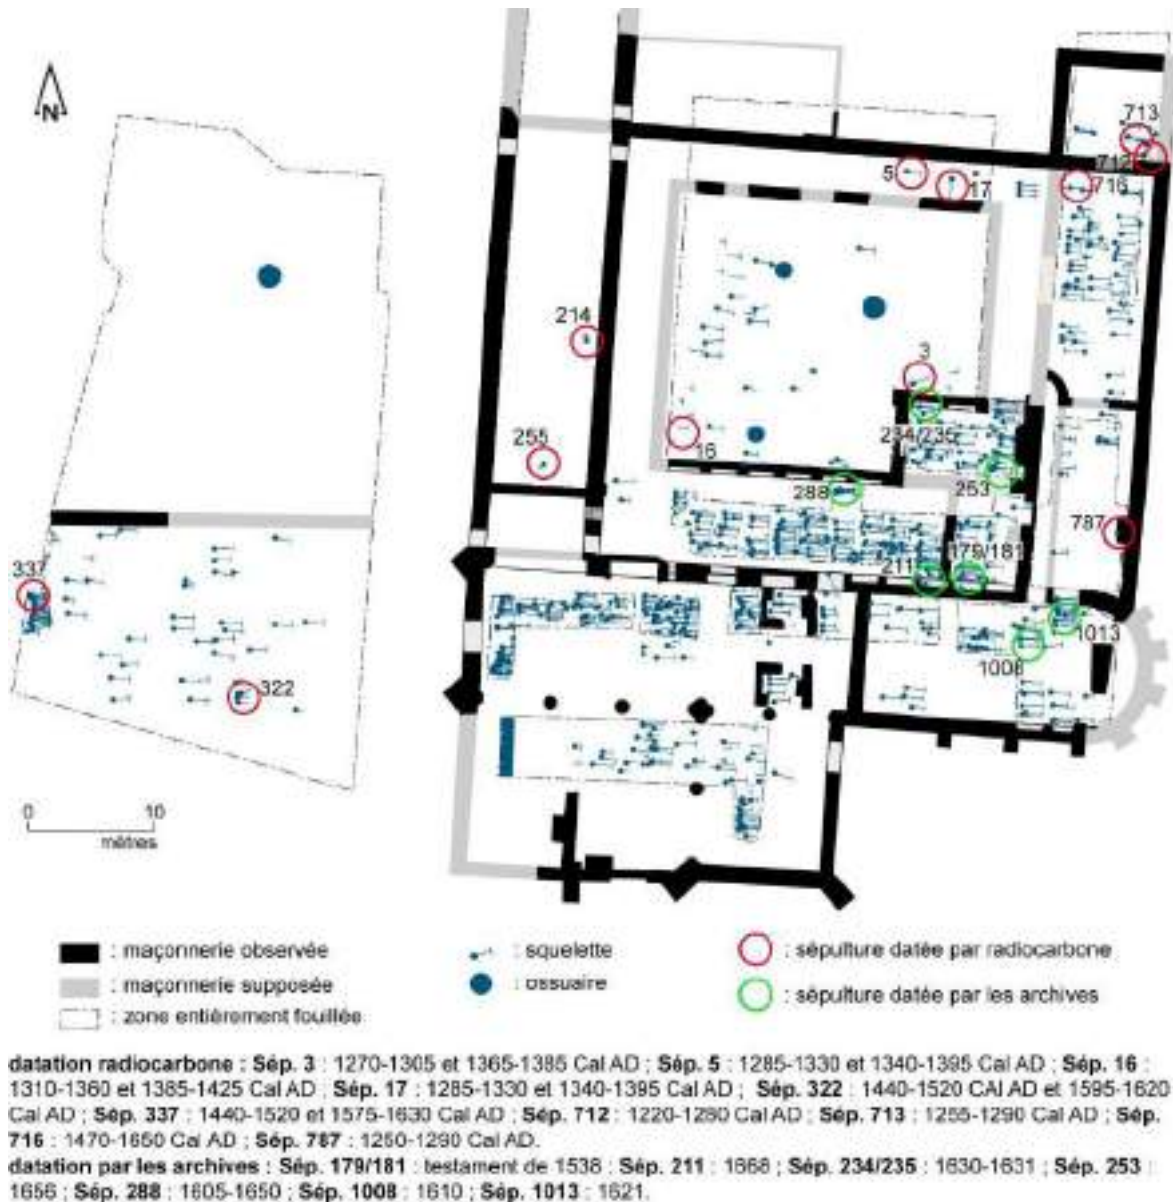 N
713
712
716
5
17
214
3
255
16
234/235
253
288
787
337
179/181
211
322
1013
1008
0 10
mètres
: maçonnerie observée
: maçonnerie supposée
: zone entièrement fouillée
: squelette
: ossuaire
: sépulture datée par radiocarbone
: sépulture datée par les archives
datation radiocarbone : Sép. 3 : 1270-1305 et 1365-1385 Cal AD ; Sép. 5 : 1285-1330 et 1340-1395 Cal AD ; Sép. 16 :
1310-1360 et 1385-1425 Cal AD ; Sép. 17 : 1285-1330 et 1340-1395 Cal AD ; Sép. 322 : 1440-1520 CAl AD et 1595-1620
Cal AD ; Sép. 337 : 1440-1520 et 1575-1630 Cal AD ; Sép. 712 : 1220-1280 Cal AD ; Sép. 713 : 1255-1290 Cal AD ; Sép.
716 : 1470-1650 Cal AD ; Sép. 787 : 1250-1290 Cal AD.
datation par les archives : Sép. 179/181 : testament de 1538 ; Sép. 211 : 1668 ; Sép. 234/235 : 1630-1631 ; Sép. 253 :
1656 ; Sép. 288 : 1605-1650 ; Sép. 1008 : 1610 ; Sép. 1013 : 1621.